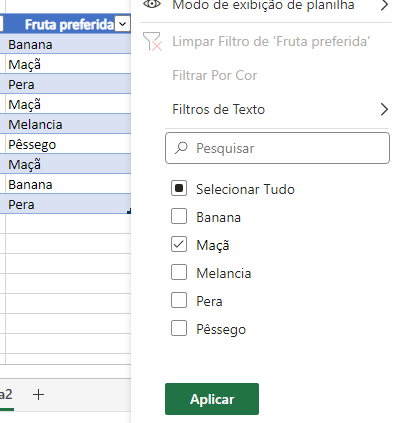 Fruta preferida
Banana
Maçã
Pera
Maçã
Melancia
Pêssego
Maçã
Banana
Pera
a2
Modo de exibição de planilha
Limpar Filtro de 'Fruta preferida'
Filtrar Por Cor
Filtros de Texto
Pesquisar
Selecionar Tudo
Banana
Maçã
Melancia
Pera
Pêssego
Aplicar